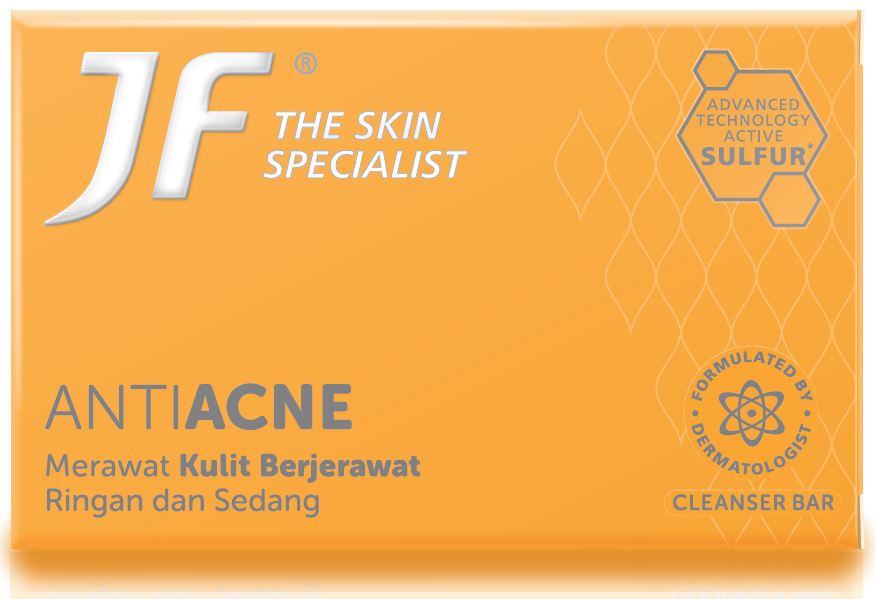 JF®
THE SKIN
SPECIALIST
ADVANCED
TECHNOLOGY
ACTIVE
SULFUR*
ANTIACNE
Merawat Kulit Berjerawat
Ringan dan Sedang
FORMULATED BY
DERMATOLOGIST
CLEANSER BAR